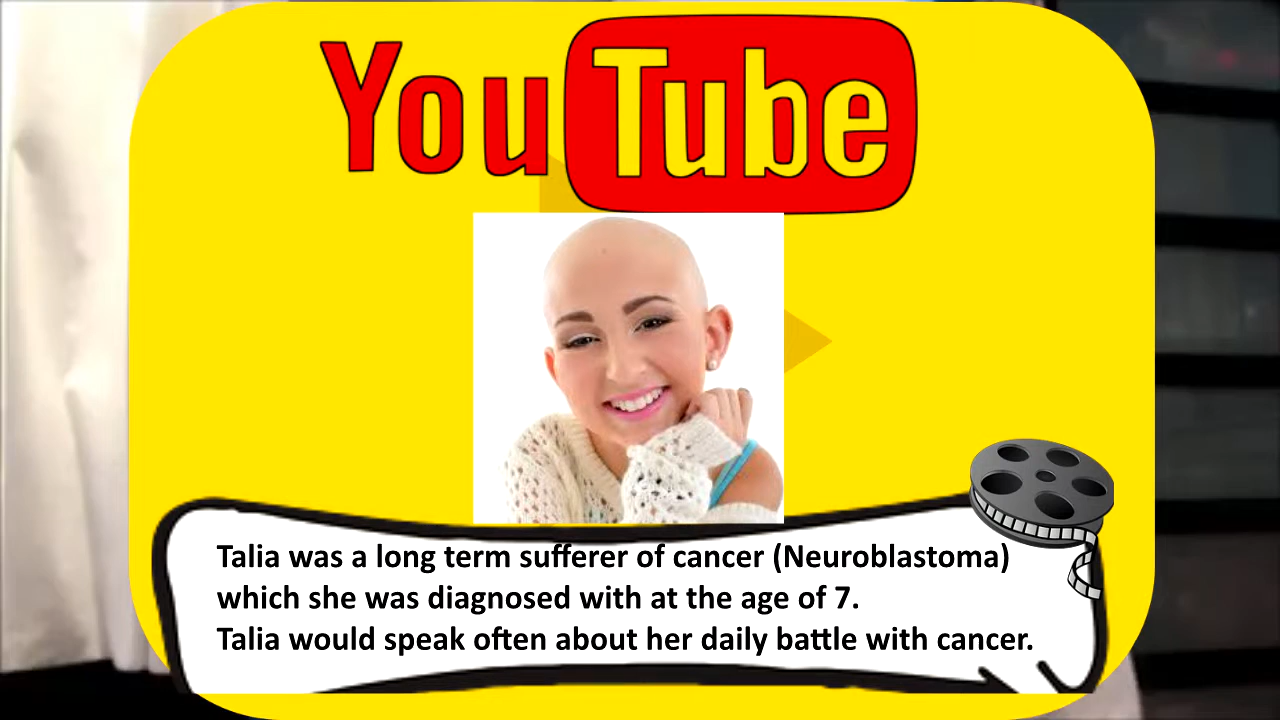 YouTube
Talia was a long term sufferer of cancer (Neuroblastoma)
which she was diagnosed with at the age of 7.
Talia would speak often about her daily battle with cancer.